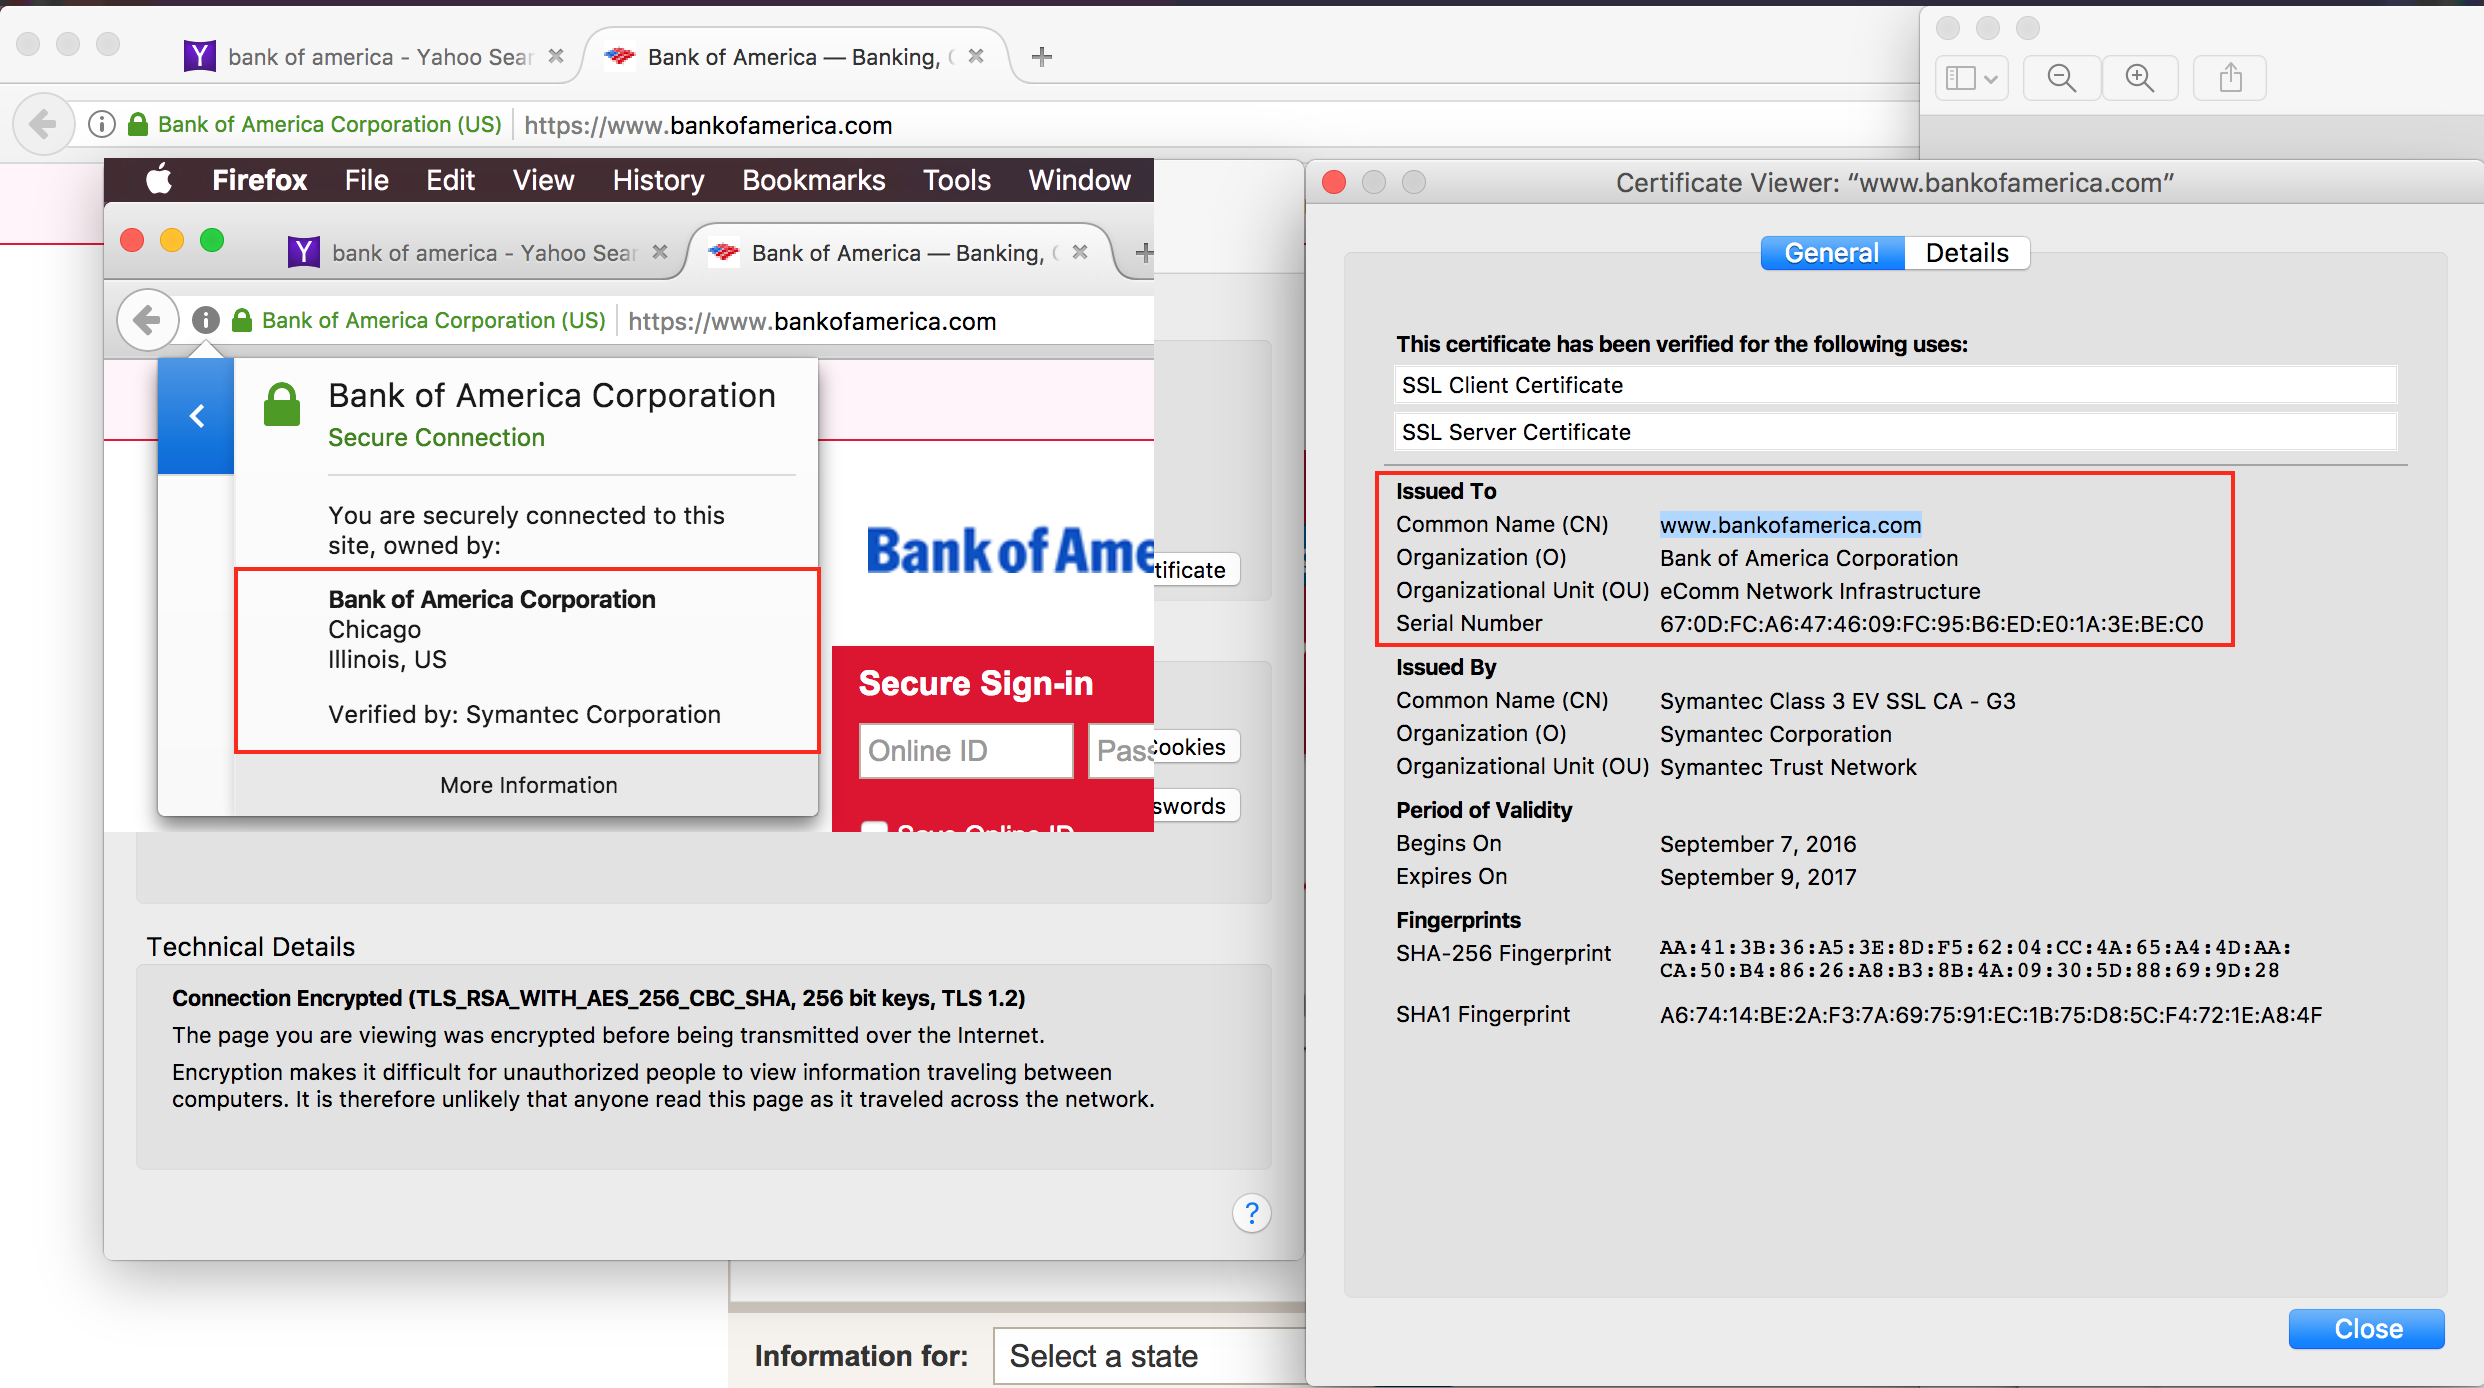 bank of america - Yahoo Sear
Bank of America — Banking,
Bank of America Corporation (US)
https://www.bankofamerica.com
Firefox File Edit View History Bookmarks Tools Window
bank of america - Yahoo Sear
Bank of America — Banking,
Bank of America Corporation (US)
https://www.bankofamerica.com
Bank of America Corporation
Secure Connection
You are securely connected to this
site, owned by:
Bank of America Corporation
Chicago
Illinois, US
Verified by: Symantec Corporation
More Information
Bank of Ame
Secure Sign-in
Online ID
Pass
Save Online ID
tificate
Cookies
swords
Technical Details
Connection Encrypted (TLS_RSA_WITH_AES_256_CBC_SHA, 256 bit keys, TLS 1.2)
The page you are viewing was encrypted before being transmitted over the Internet.
Encryption makes it difficult for unauthorized people to view information traveling between
computers. It is therefore unlikely that anyone read this page as it traveled across the network.
?
Information for:
Select a state
Certificate Viewer: “www.bankofamerica.com”
General Details
This certificate has been verified for the following uses:
SSL Client Certificate
SSL Server Certificate
Issued To
Common Name (CN) www.bankofamerica.com
Organization (O) Bank of America Corporation
Organizational Unit (OU) eComm Network Infrastructure
Serial Number 67:0D:FC:A6:47:46:09:FC:95:B6:ED:E0:1A:3E:BE:C0
Issued By
Common Name (CN) Symantec Class 3 EV SSL CA - G3
Organization (O) Symantec Corporation
Organizational Unit (OU) Symantec Trust Network
Period of Validity
Begins On September 7, 2016
Expires On September 9, 2017
Fingerprints
SHA-256 Fingerprint AA:41:3B:36:A5:3E:8D:F5:62:04:CC:4A:65:A4:4D:AA:
CA:50:B4:86:26:A8:B3:8B:4A:09:30:5D:88:69:9D:28
SHA1 Fingerprint A6:74:14:BE:2A:F3:7A:69:75:91:EC:1B:75:D8:5C:F4:72:1E:A8:4F
Close